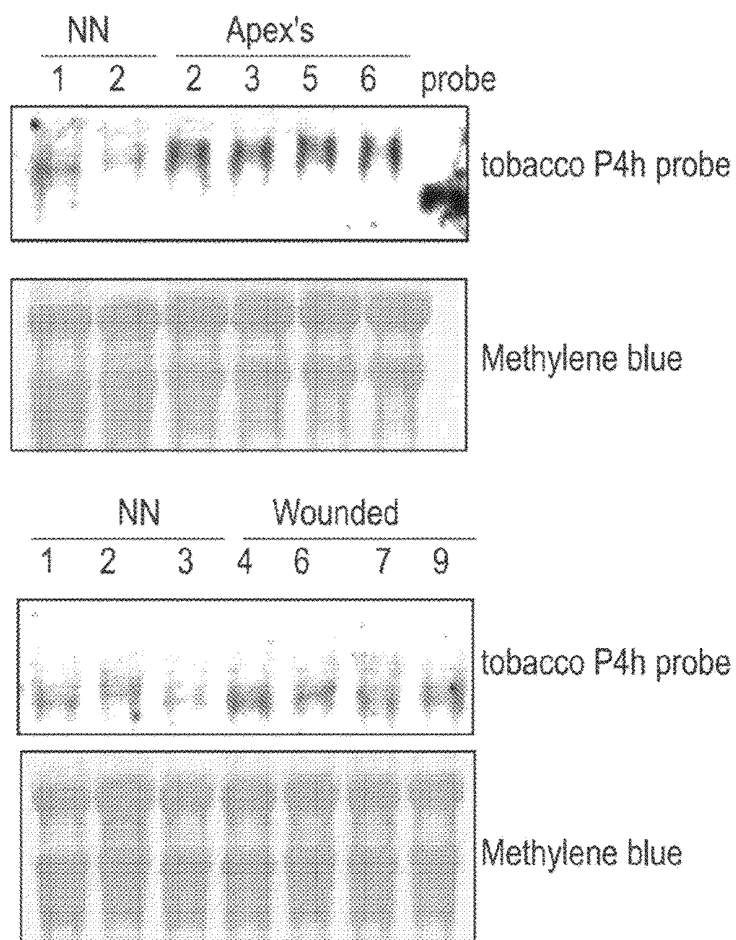 NN Apex's
1 2 2 3 5 6 probe
tobacco P4h probe
Methylene blue
NN Wounded
1 2 3 4 6 7 9
tobacco P4h probe
Methylene blue